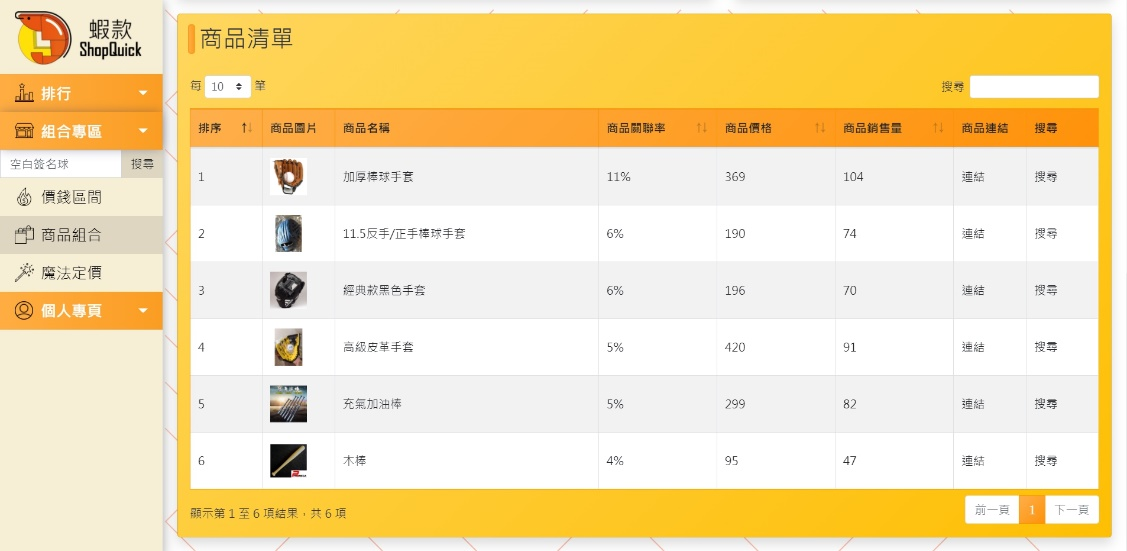 蝦款
ShopQuick
排行
組合專區
空白簽名球 搜尋
價錢區間
商品組合
魔法定價
個人專頁
商品清單
每 10 筆
搜尋
排序 商品圖片 商品名稱 商品關聯率 商品價格 商品銷售量 商品連結 搜尋
1 加厚棒球手套 11% 369 104 連結 搜尋
2 11.5反手/正手棒球手套 6% 190 74 連結 搜尋
3 經典款黑色手套 6% 196 70 連結 搜尋
4 高級皮革手套 5% 420 91 連結 搜尋
5 充氣加油棒 5% 299 82 連結 搜尋
6 木棒 4% 95 47 連結 搜尋
顯示第 1 至 6 項結果，共 6 項
前一頁 1 下一頁